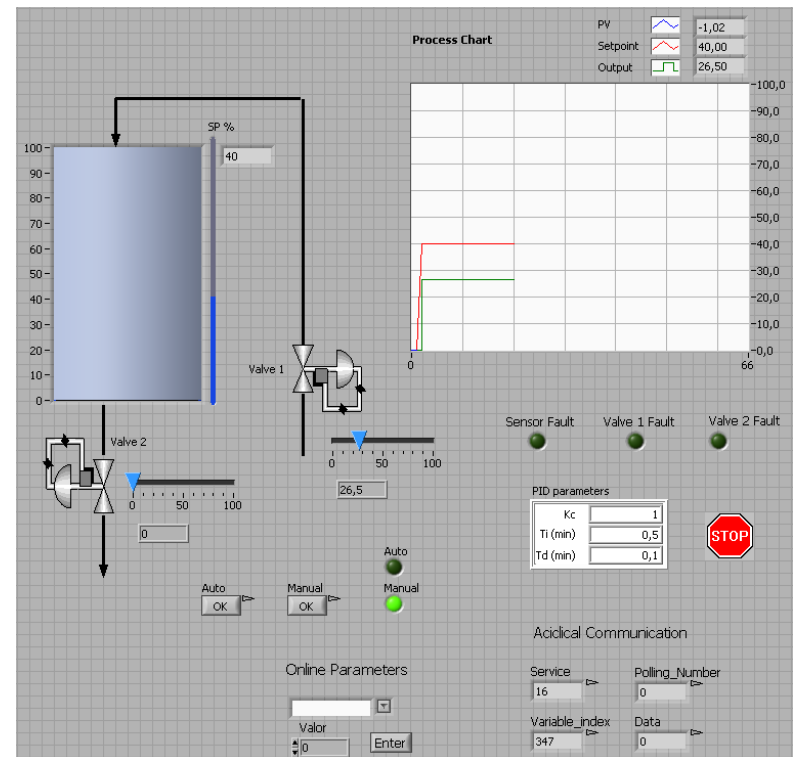 PV -1,02
Process Chart
Setpoint 40,00
Output 26,50
SP %
40
100
90
80
70
60
50
40
30
20
10
0
100,0
90,0
80,0
70,0
60,0
50,0
40,0
30,0
20,0
10,0
0,0
0 66
Valve 1
0 50 100
26,5
Valve 2
0 50 100
0
Sensor Fault Valve 1 Fault Valve 2 Fault
PID parameters
Kc 1
Ti (min) 0,5
Td (min) 0,1
STOP
Auto
Auto Manual Manual
OK OK
Aciclical Communication
Online Parameters
Service Polling_Number
16 0
Valor
0 Enter
Variable_index Data
347 0